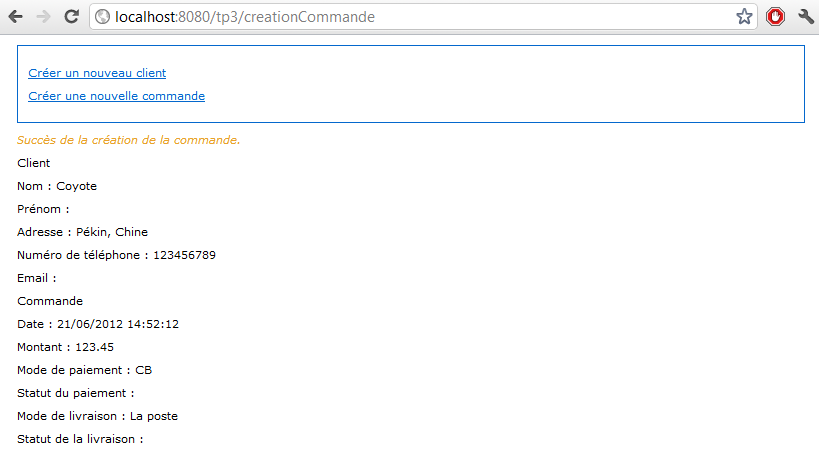 localhost:8080/tp3/creationCommande
Créer un nouveau client
Créer une nouvelle commande
Succès de la création de la commande.
Client
Nom : Coyote
Prénom :
Adresse : Pékin, Chine
Numéro de téléphone : 123456789
Email :
Commande
Date : 21/06/2012 14:52:12
Montant : 123.45
Mode de paiement : CB
Statut du paiement :
Mode de livraison : La poste
Statut de la livraison :